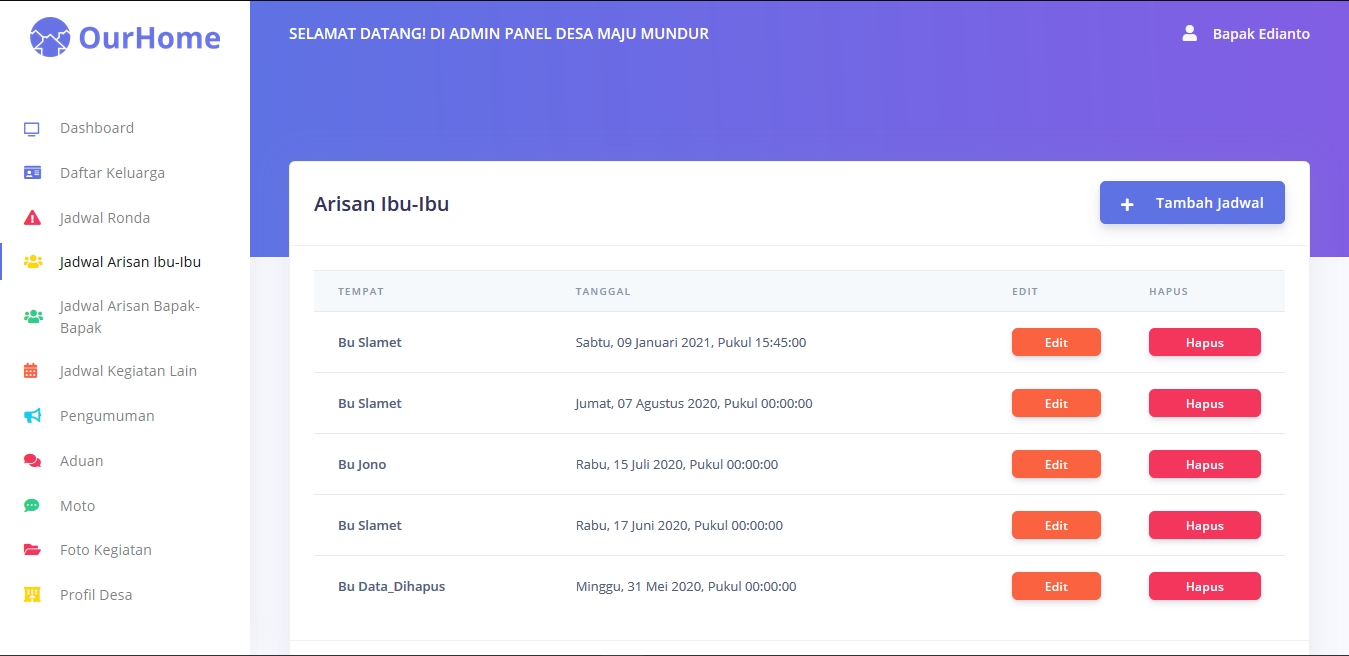 OurHome
SELAMAT DATANG! DI ADMIN PANEL DESA MAJU MUNDUR
Bapak Edianto
Dashboard
Daftar Keluarga
Jadwal Ronda
Jadwal Arisan Ibu-Ibu
Jadwal Arisan Bapak-
Bapak
Jadwal Kegiatan Lain
Pengumuman
Aduan
Moto
Foto Kegiatan
Profil Desa
Arisan Ibu-Ibu
+ Tambah Jadwal
TEMPAT TANGGAL EDIT HAPUS
Bu Slamet Sabtu, 09 Januari 2021, Pukul 15:45:00 Edit Hapus
Bu Slamet Jumat, 07 Agustus 2020, Pukul 00:00:00 Edit Hapus
Bu Jono Rabu, 15 Juli 2020, Pukul 00:00:00 Edit Hapus
Bu Slamet Rabu, 17 Juni 2020, Pukul 00:00:00 Edit Hapus
Bu Data_Dihapus Minggu, 31 Mei 2020, Pukul 00:00:00 Edit Hapus